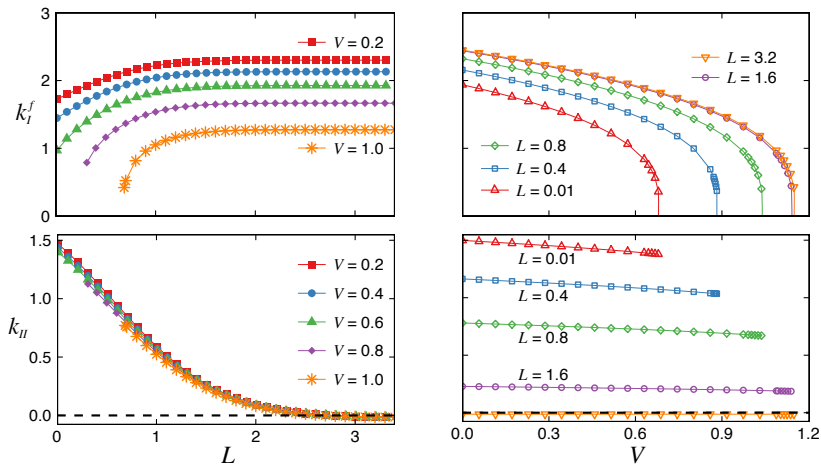 3
2
1
0
k_I^f
V = 0.2
V = 1.0
L = 3.2
L = 1.6
L = 0.8
L = 0.4
L = 0.01
1.5
1.0
0.5
0.0
k_II
V = 0.2
V = 0.4
V = 0.6
V = 0.8
V = 1.0
0
1
2
3
L
L = 0.01
L = 0.4
L = 0.8
L = 1.6
0.0
0.3
0.6
0.9
1.2
V